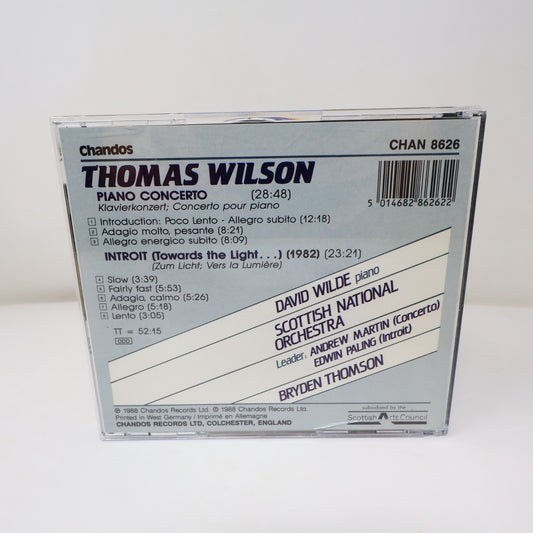 Chandos
CHAN 8626
THOMAS WILSON
PIANO CONCERTO (28:48)
Klavierkonzert; Concerto pour piano
1 Introduction: Poco Lento - Allegro subito (12:18)
2 Adagio molto, pesante (8:21)
3 Allegro energico subito (8:09)
INTROIT (Towards the Light...) (1982) (23:21)
(Zum Licht; Vers la Lumière)
4 Slow (3:39)
5 Fairly fast (5:53)
6 Adagio, calmo (5:26)
7 Allegro (5:18)
8 Lento (3:05)
TT = 52:15
DDD
5 014682 862622
DAVID WILDE piano
SCOTTISH NATIONAL
ORCHESTRA
Leader: ANDREW MARTIN (Concerto)
EDWIN PALING (Introit)
BRYDEN THOMSON
℗ 1988 Chandos Records Ltd. © 1988 Chandos Records Ltd.
Printed in West Germany / Imprimé en Allemagne
CHANDOS RECORDS LTD, COLCHESTER, ENGLAND
subsidised by the
Scottish Arts Council